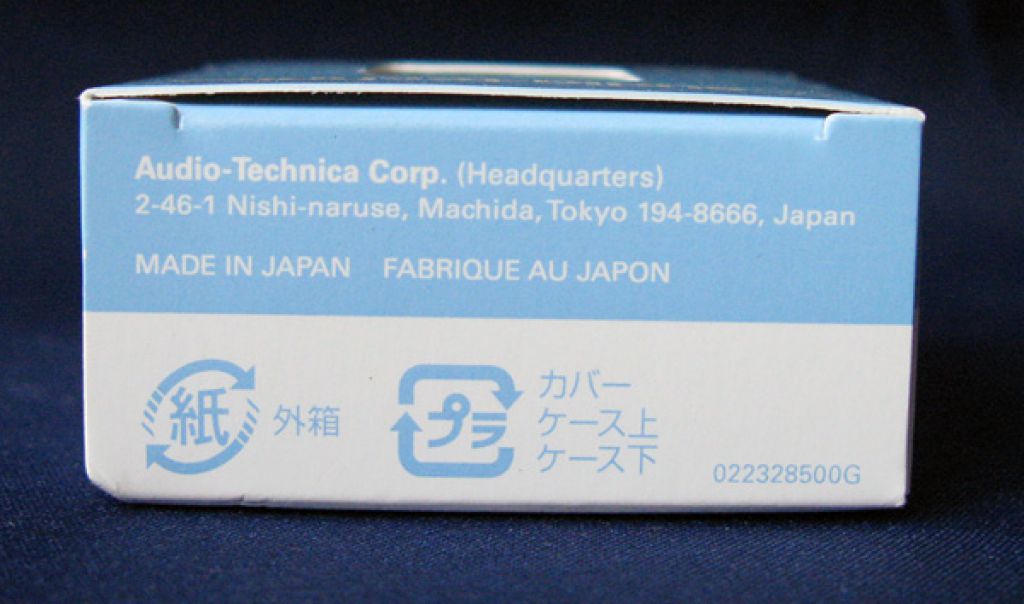 Audio-Technica Corp. (Headquarters)
2-46-1 Nishi-naruse, Machida, Tokyo 194-8666, Japan
MADE IN JAPAN FABRIQUE AU JAPON
紙 外箱
プラ
カバー
ケース上
ケース下
022328500G